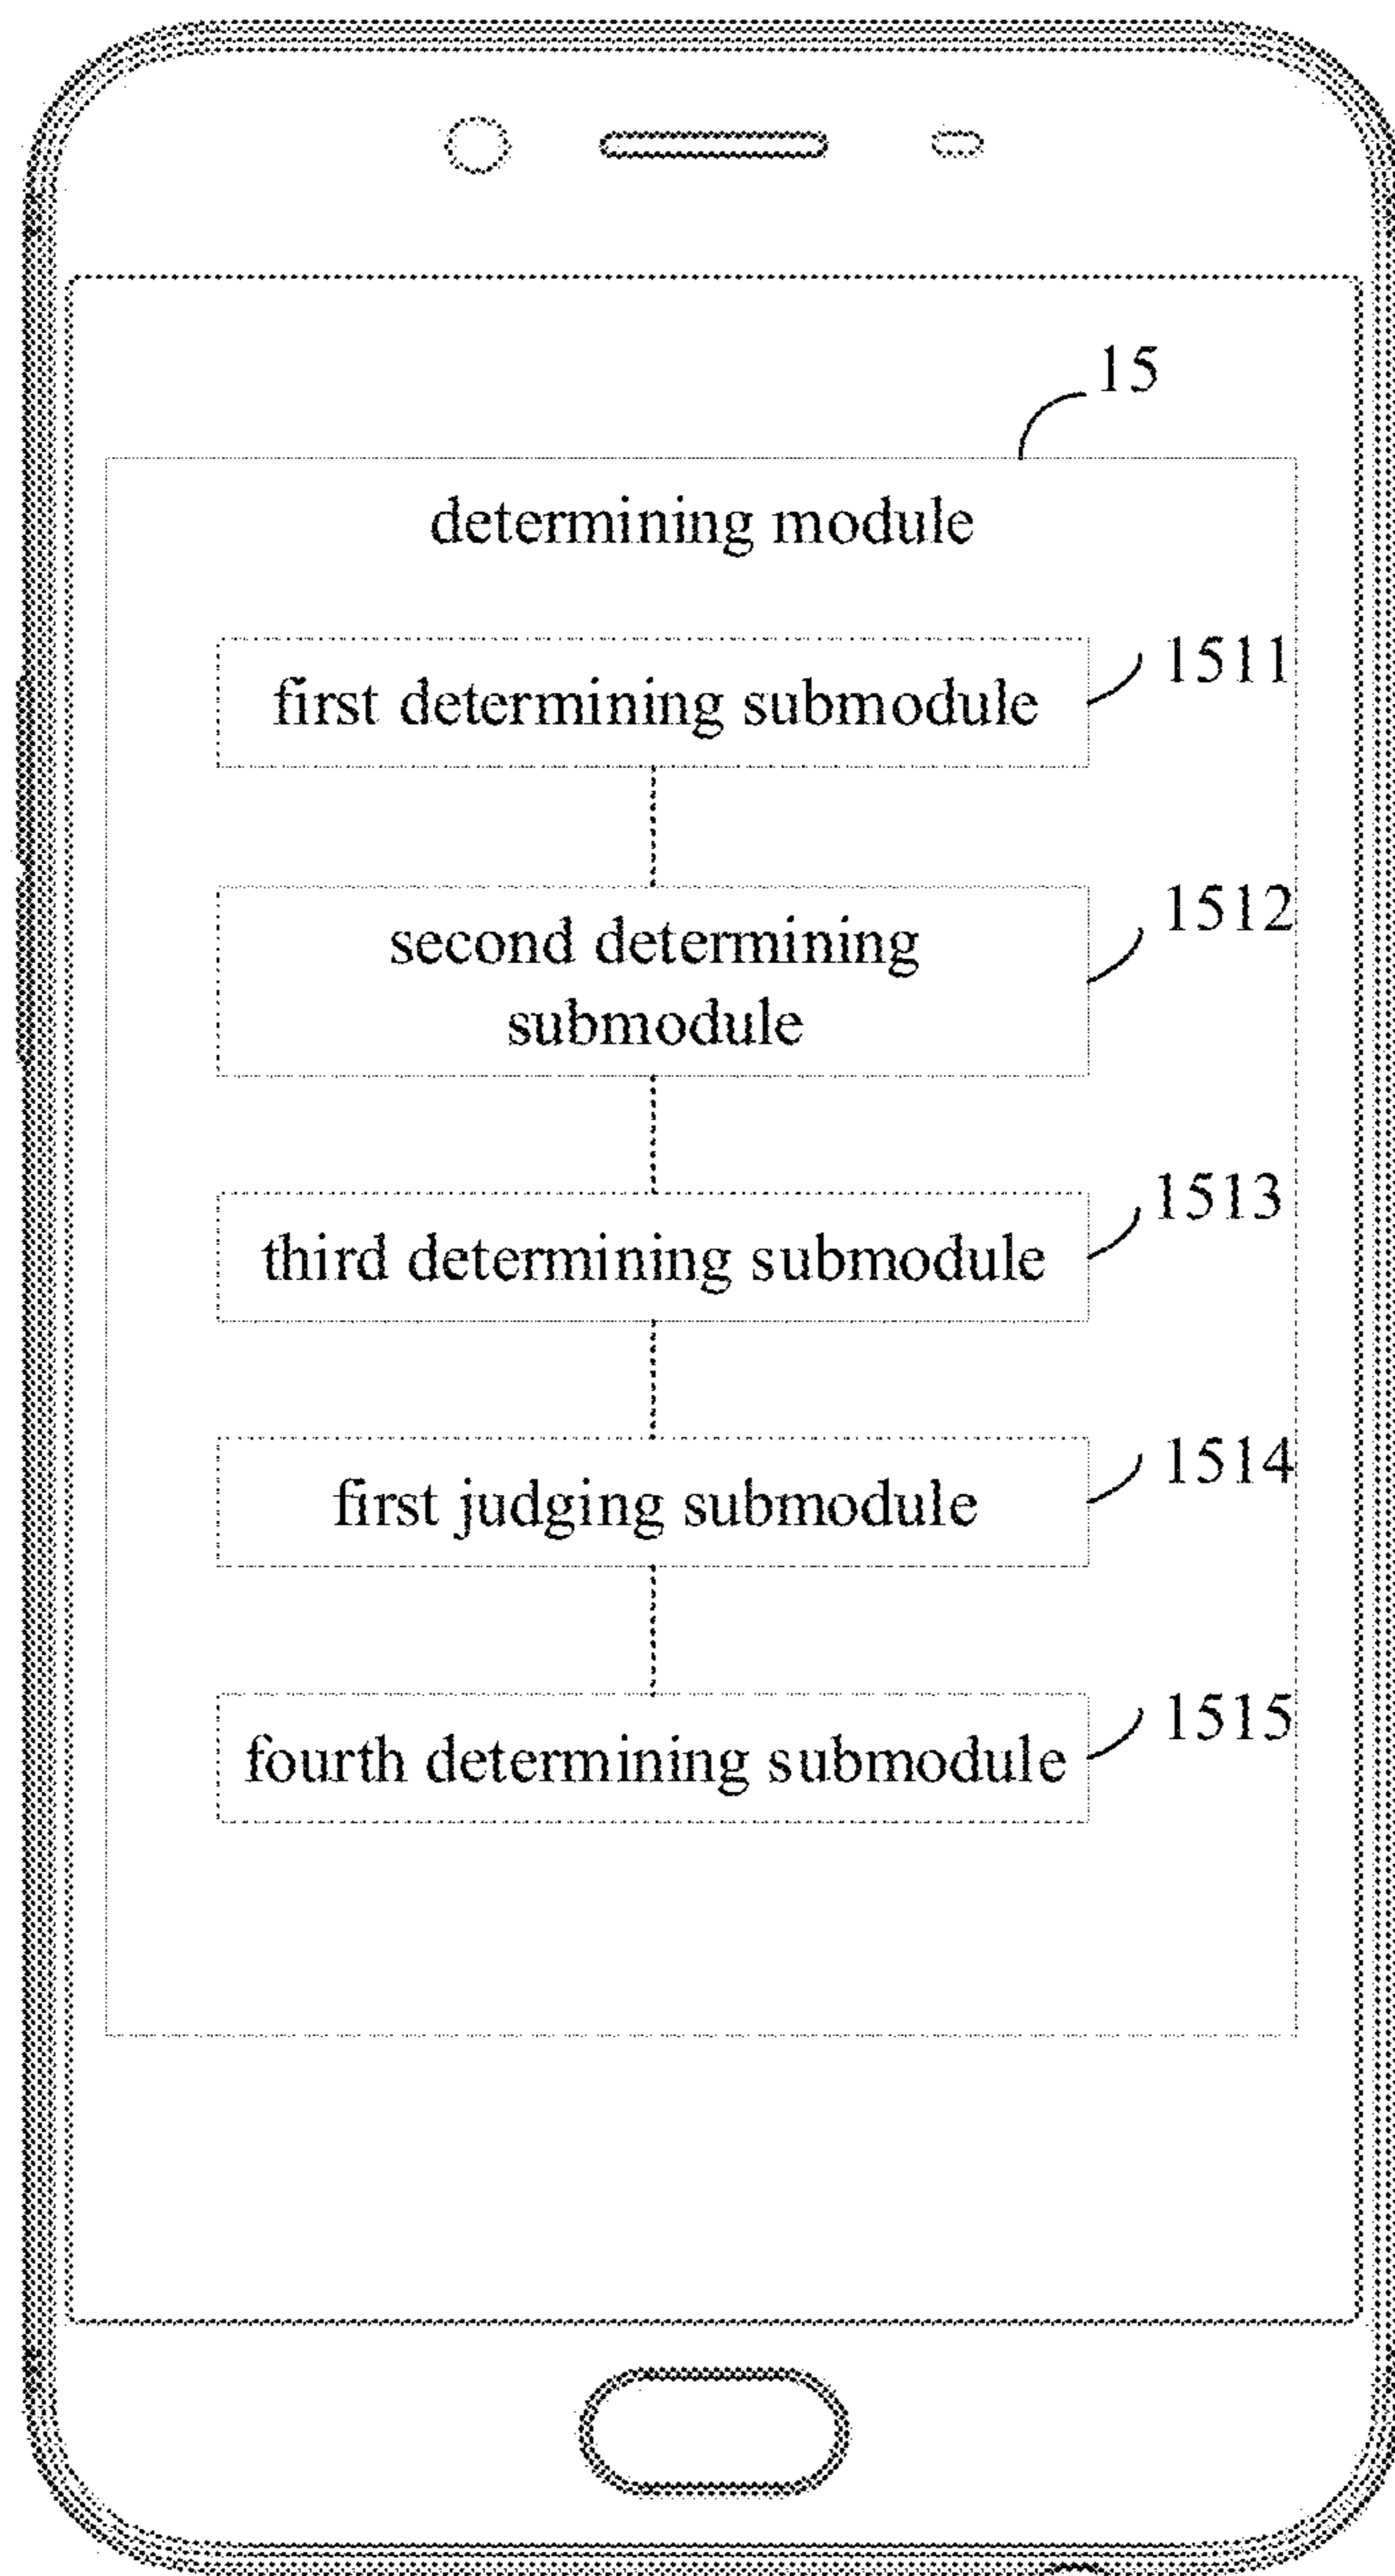 15
determining module
1511
first determining submodule
1512
second determining
submodule
1513
third determining submodule
1514
first judging submodule
1515
fourth determining submodule